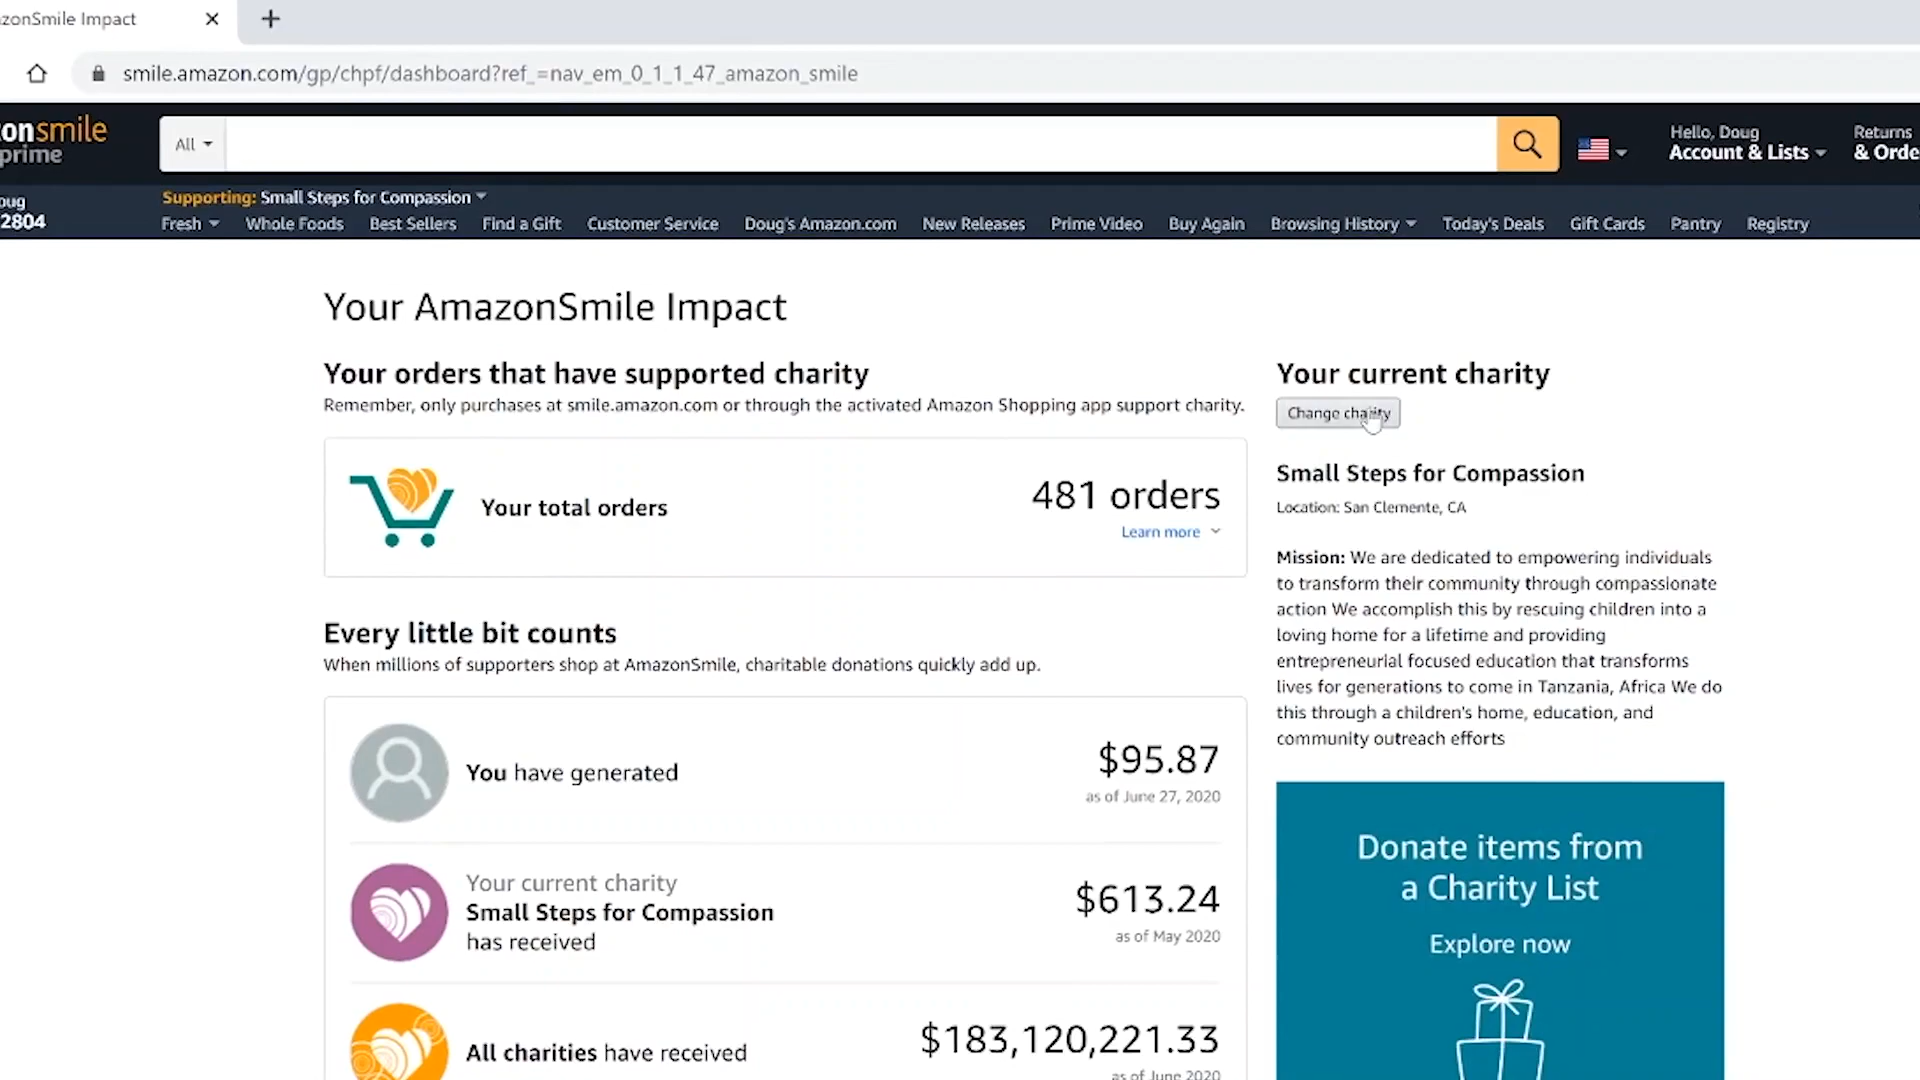 zonSmile Impact
smile.amazon.com/gp/chpf/dashboard?ref_=nav_em_0_1_1_47_amazon_smile
onsmile
prime
All
Hello, Doug
Account & Lists
Returns
& Orde
oug
2804
Supporting: Small Steps for Compassion
Fresh Whole Foods Best Sellers Find a Gift Customer Service Doug's Amazon.com New Releases Prime Video Buy Again Browsing History Today's Deals Gift Cards Pantry Registry
Your AmazonSmile Impact
Your orders that have supported charity
Remember, only purchases at smile.amazon.com or through the activated Amazon Shopping app support charity.
Your total orders
481 orders
Learn more
Every little bit counts
When millions of supporters shop at AmazonSmile, charitable donations quickly add up.
You have generated
$95.87
as of June 27, 2020
Your current charity
Small Steps for Compassion
has received
$613.24
as of May 2020
All charities have received
$183,120,221.33
as of June 2020
Your current charity
Change charity
Small Steps for Compassion
Location: San Clemente, CA
Mission: We are dedicated to empowering individuals
to transform their community through compassionate
action We accomplish this by rescuing children into a
loving home for a lifetime and providing
entrepreneurial focused education that transforms
lives for generations to come in Tanzania, Africa We do
this through a children's home, education, and
community outreach efforts
Donate items from
a Charity List
Explore now